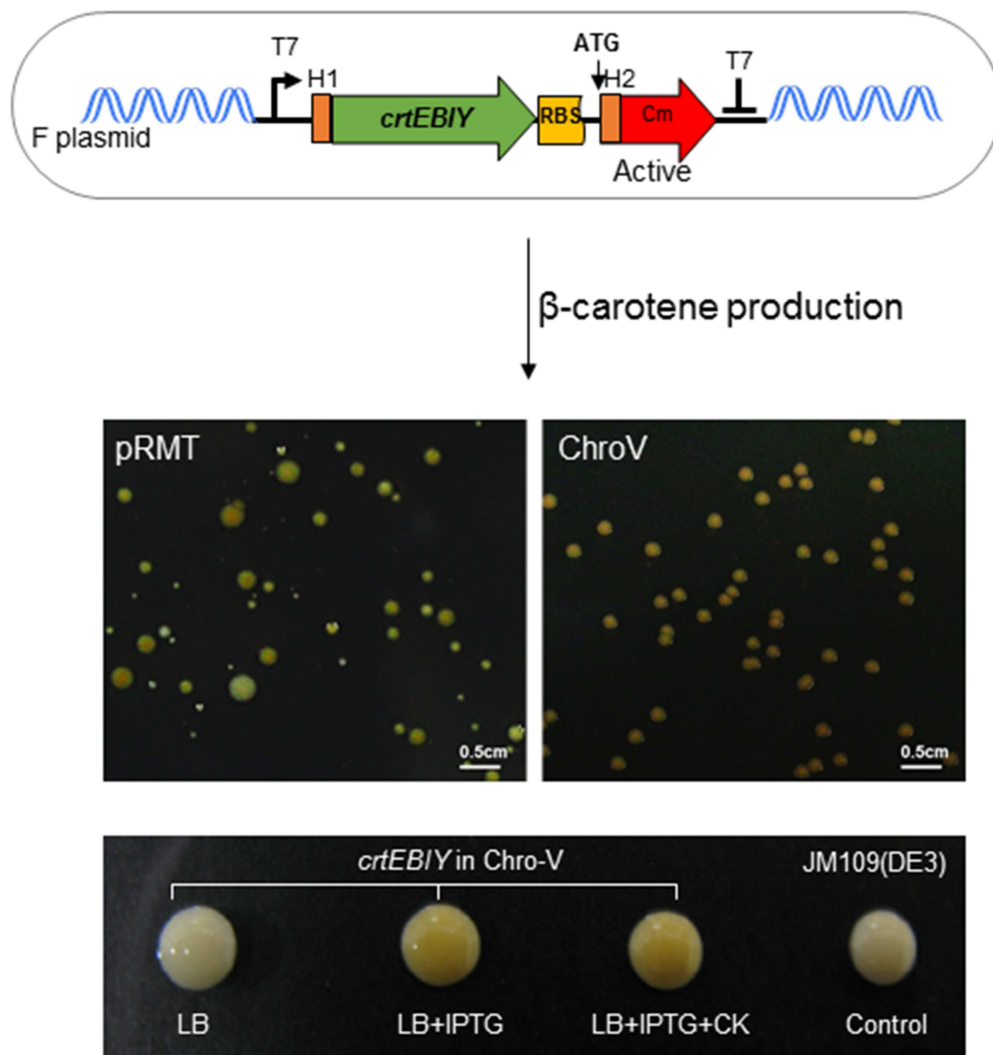 T7
H1
ATG
H2
T7
F plasmid
crtEBIY
RBS
Cm
Active
β-carotene production
pRMT
ChroV
0.5cm
0.5cm
crtEBIY in Chro-V
JM109(DE3)
LB
LB+IPTG
LB+IPTG+CK
Control